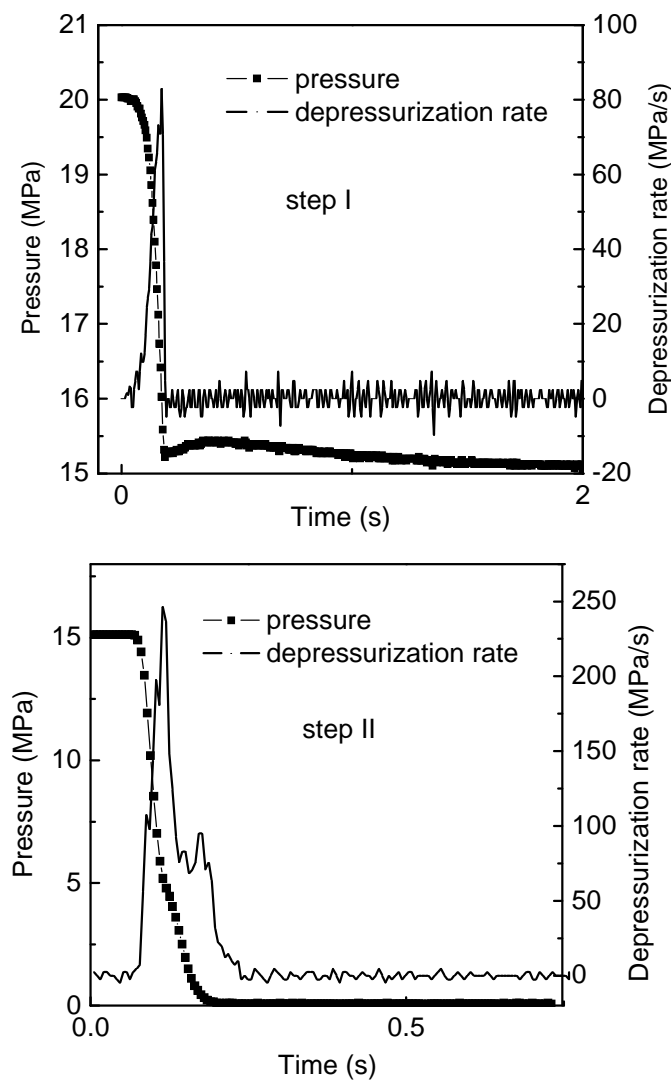 21
20
19
18
17
16
15
Pressure (MPa)
pressure
depressurization rate
step I
100
80
60
40
20
0
-20
Depressurization rate (MPa/s)
0
2
Time (s)
15
10
5
0
Pressure (MPa)
pressure
depressurization rate
step II
250
200
150
100
50
0
Depressurization rate (MPa/s)
0.0
0.5
Time (s)